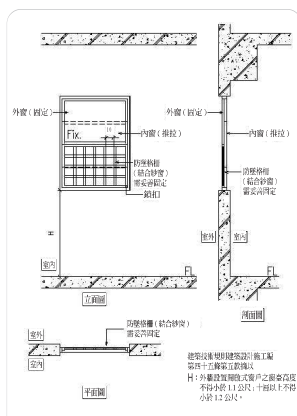 外窗(固定)
Fix.
10
內窗(推拉)
防墜格柵
(結合紗窗)
需妥善固定
鎖扣
H
室內
FL
立面圖
外窗(固定)
內窗(推拉)
防墜格柵
(結合紗窗)
需妥善固定
室外
室內
FL
剖面圖
防墜格柵(結合紗窗)
需妥善固定
室外
室內
平面圖
建築技術規則建築設計施工編
第四十五條第五款規以
H:外牆設置開啟式窗戶之窗臺高度
不得小於1.1公尺;十層以上不得
小於1.2公尺。